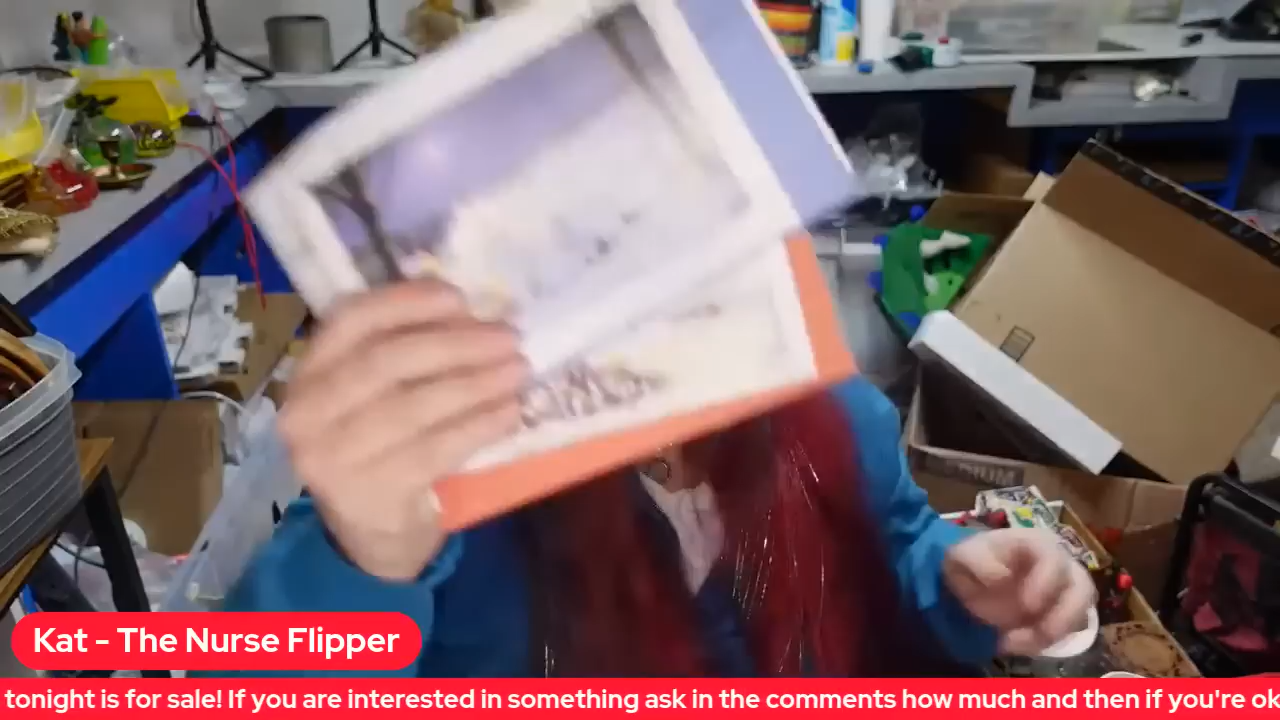 Kat - The Nurse Flipper
tonight is for sale! If you are interested in something ask in the comments how much and then if you're ok